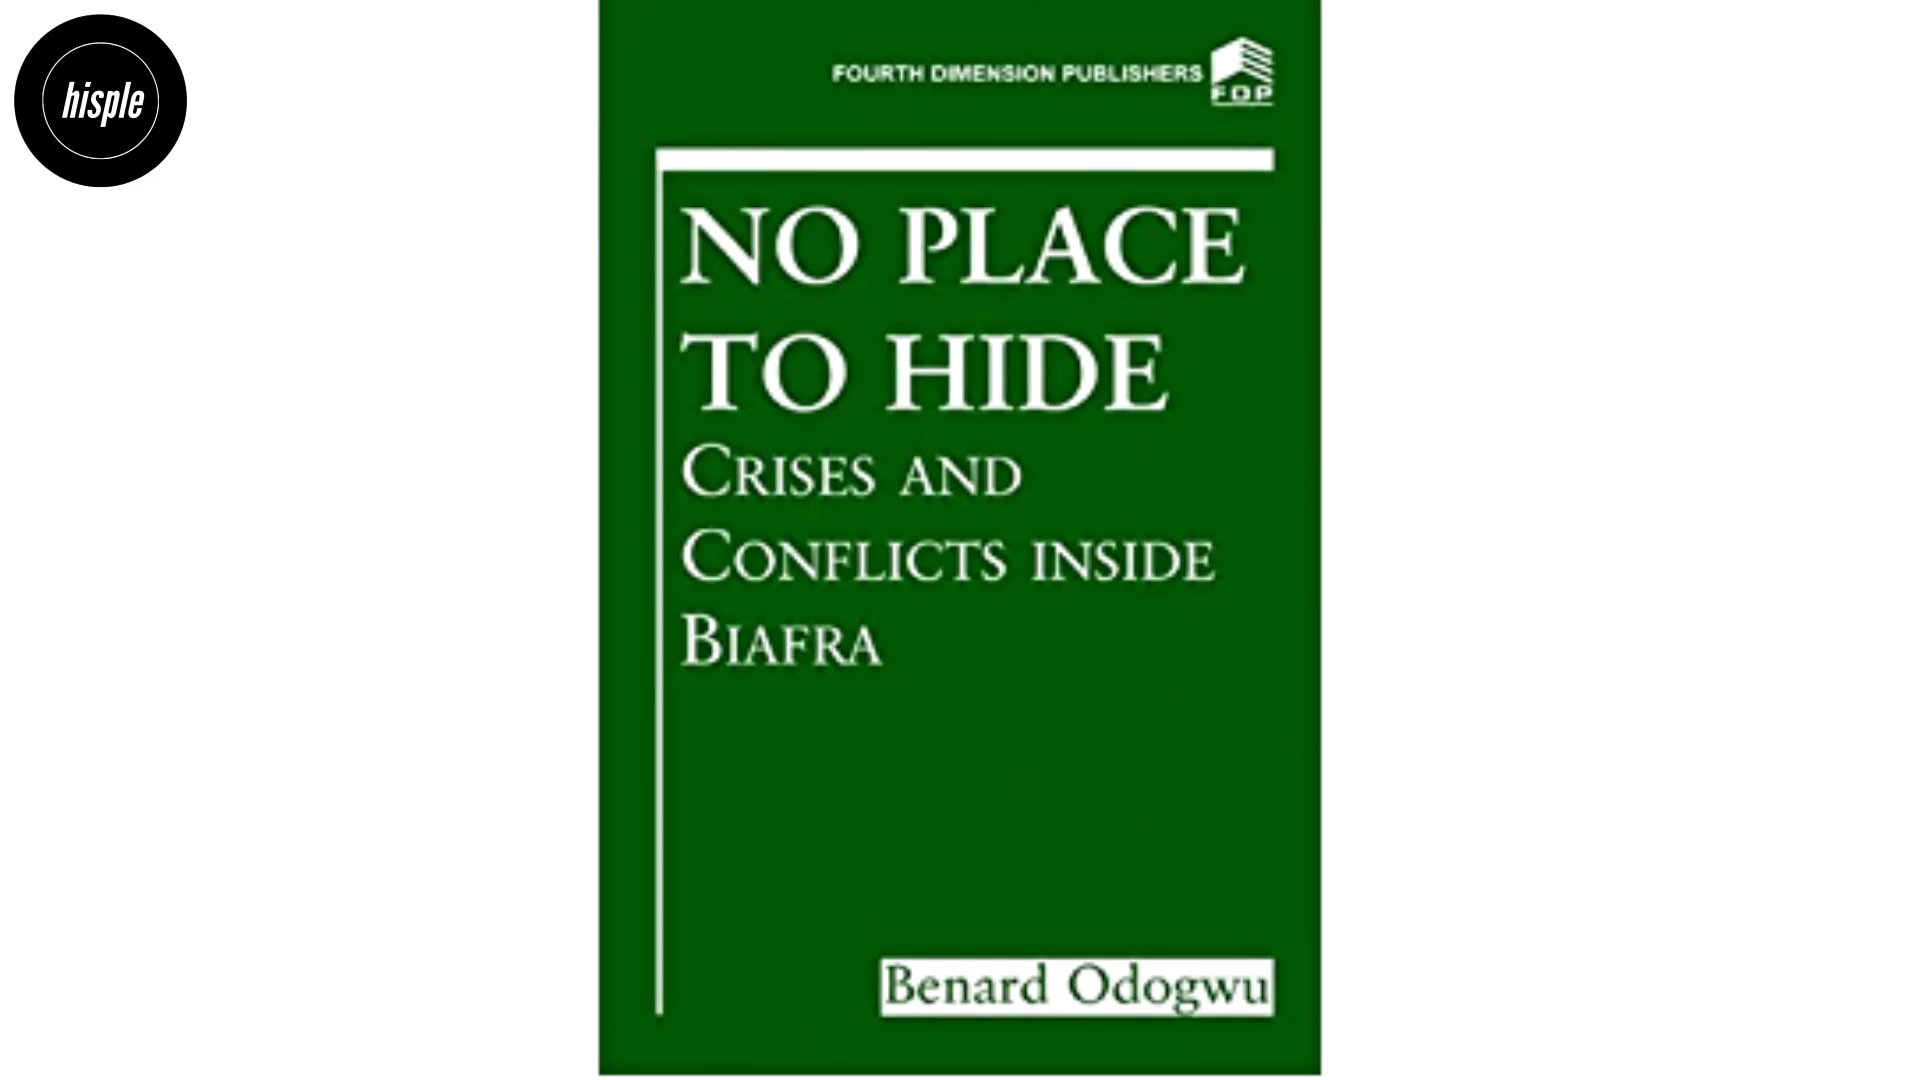 hisple
FOURTH DIMENSION PUBLISHERS
FDP
NO PLACE
TO HIDE
CRISES AND
CONFLICTS INSIDE
BIAFRA
Benard Odogwu